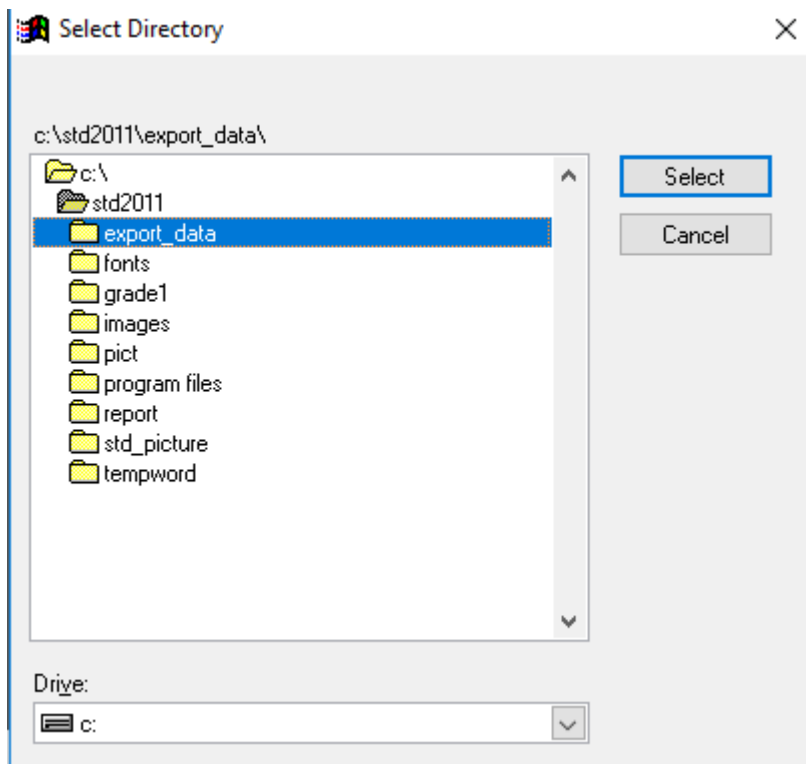 Select Directory
c:\std2011\export_data\
c:\
std2011
export_data
fonts
grade1
images
pict
program files
report
std_picture
tempword
Select
Cancel
Drive:
c: